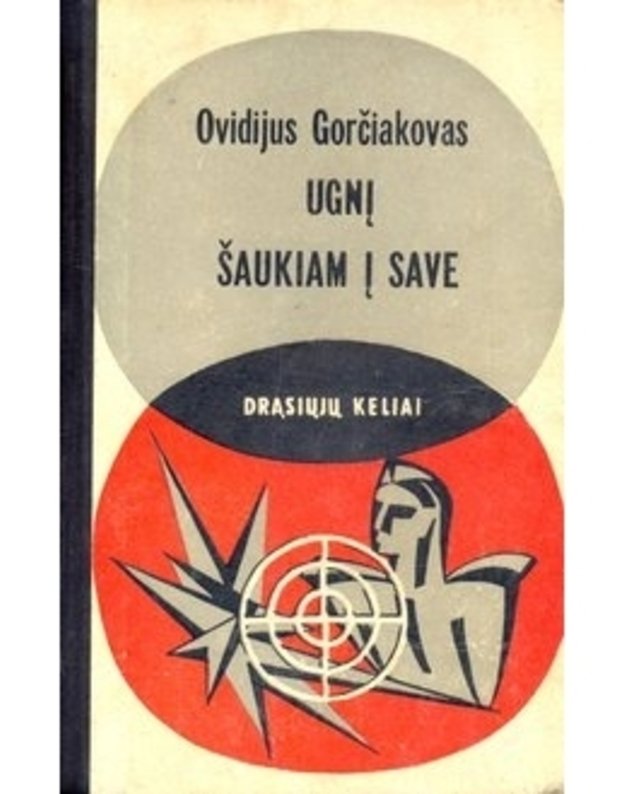 Ovidijus Gorčiakovas
UGNĮ
ŠAUKIAM Į SAVE
DRĄSIŲJŲ KELIAI